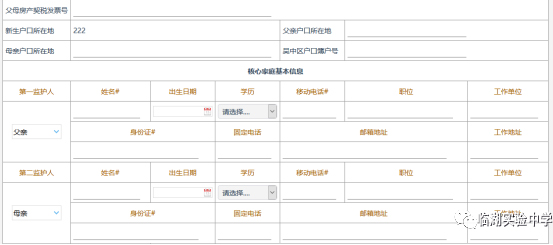 父母房产契税发票号
新生户口所在地 222 父亲户口所在地
母亲户口所在地 吴中区户口簿户号
核心家庭基本信息
第一监护人 姓名# 出生日期 学历 移动电话# 职位 工作单位
请选择....
父亲 身份证# 固定电话 邮箱地址 工作地址
第二监护人 姓名# 出生日期 学历 移动电话# 职位 工作单位
请选择....
母亲 身份证# 固定电话 邮箱地址 工作地址
临湖实验中学